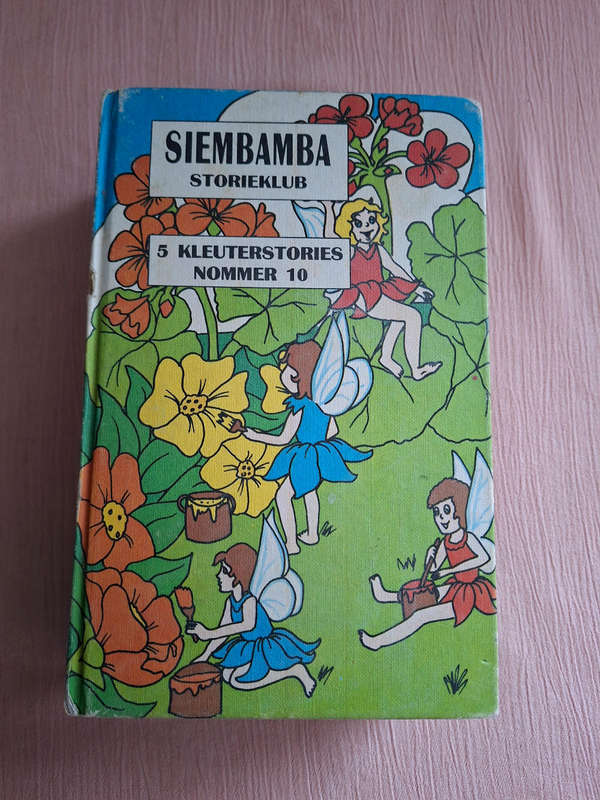 SIEMBAMBA
STORIEKLUB
5 KLEUTERSTORIES
NOMMER 10